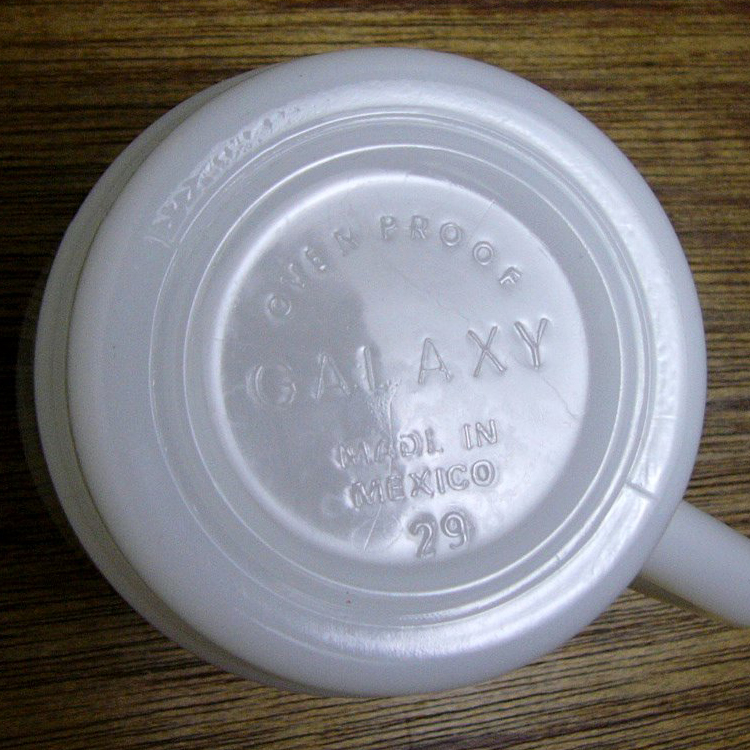 OVEN PROOF
GALAXY
MADE IN
MEXICO
29